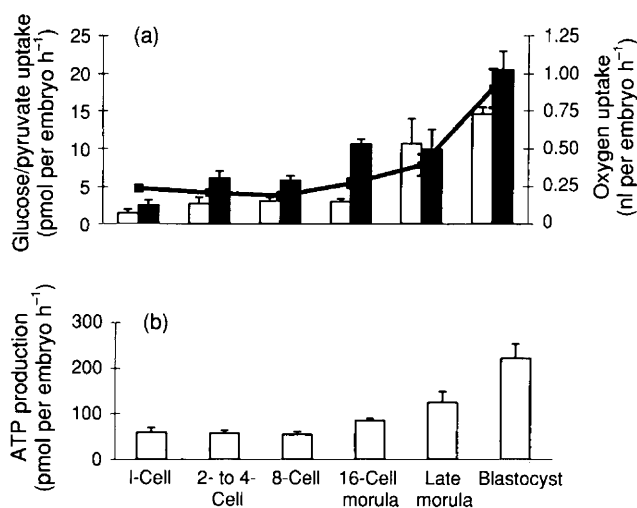 (a)
Glucose/pyruvate uptake
(pmol per embryo h⁻¹)
25
20
15
10
5
0
1.25
1.00
0.75
0.50
0.25
0
Oxygen uptake
(nl per embryo h⁻¹)
(b)
ATP production
(pmol per embryo h⁻¹)
300
200
100
0
I-Cell
2- to 4-
Cell
8-Cell
16-Cell
morula
Late
morula
Blastocyst